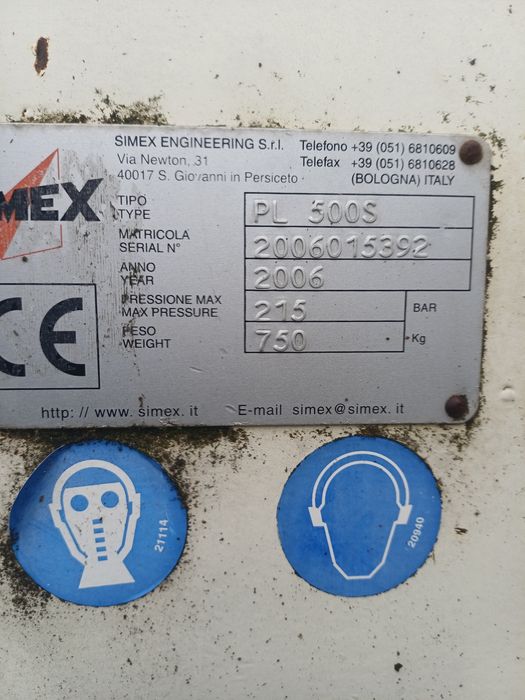 SIMEX ENGINEERING S.r.l.
Via Newton, 31
40017 S. Giovanni in Persiceto
Telefono +39 (051) 6810609
Telefax +39 (051) 6810628
(BOLOGNA) ITALY
MEX
TIPO
TYPE
PL 500S
MATRICOLA
SERIAL N°
2006015392
ANNO
YEAR
2006
PRESSIONE MAX
MAX PRESSURE
215
BAR
PESO
WEIGHT
750
Kg
CE
http: // www. simex. it
E-mail simex @ simex. it
21114
20940